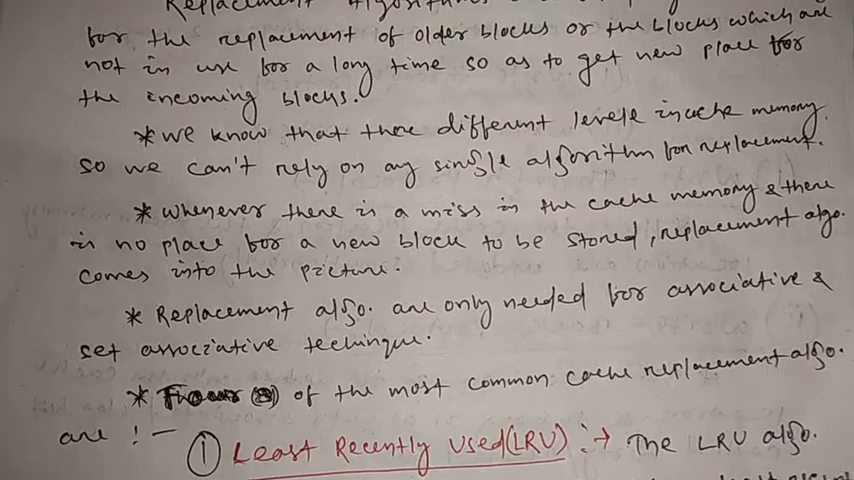 Replacement Algorithms
for the replacement of older blocks or the blocks which are
not in use for a long time so as to get new place for
the incoming blocks.
* We know that there different levels in cache memory.
so we can't rely on any single algorithm for replacement.
* Whenever there is a miss in the cache memory & there
is no place for a new block to be stored, replacement algo.
comes into the picture.
* Replacement algo. are only needed for associative &
set associative techinque.
* of the most common cache replacement algo.
are : -
① Least Recently Used(LRU) :→ The LRU algo.